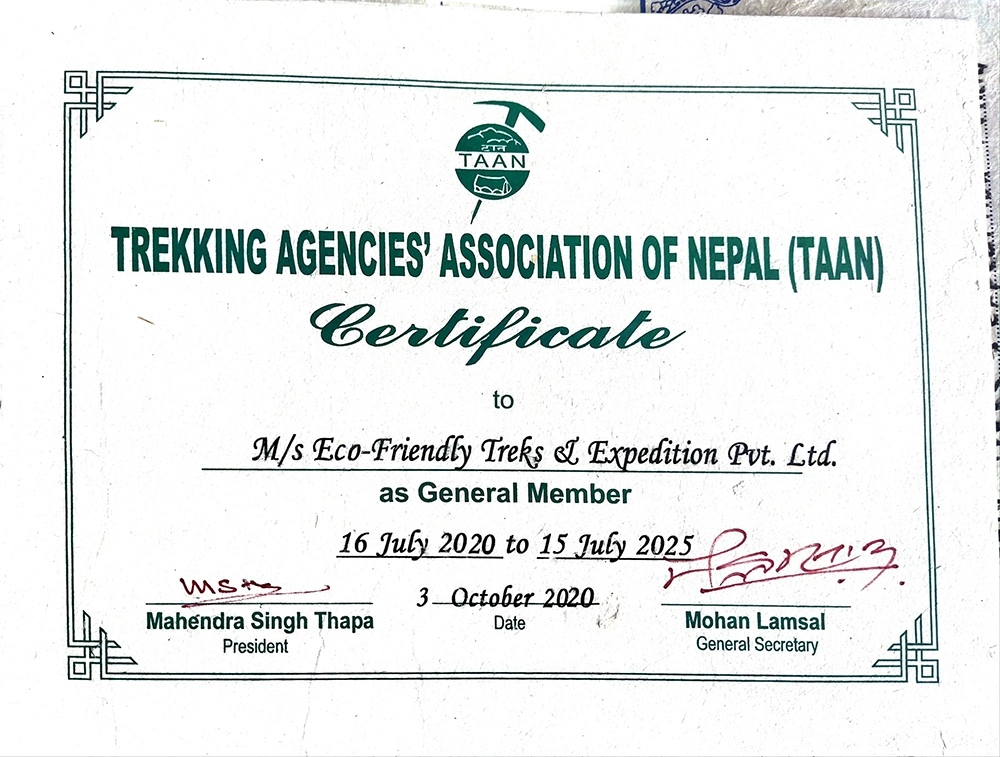 टान
TAAN
TREKKING AGENCIES' ASSOCIATION OF NEPAL (TAAN)
Certificate
to
M/s Eco-Friendly Treks & Expedition Pvt. Ltd.
as General Member
16 July 2020 to 15 July 2025
3 October 2020
Mahendra Singh Thapa
Date
Mohan Lamsal
President
General Secretary